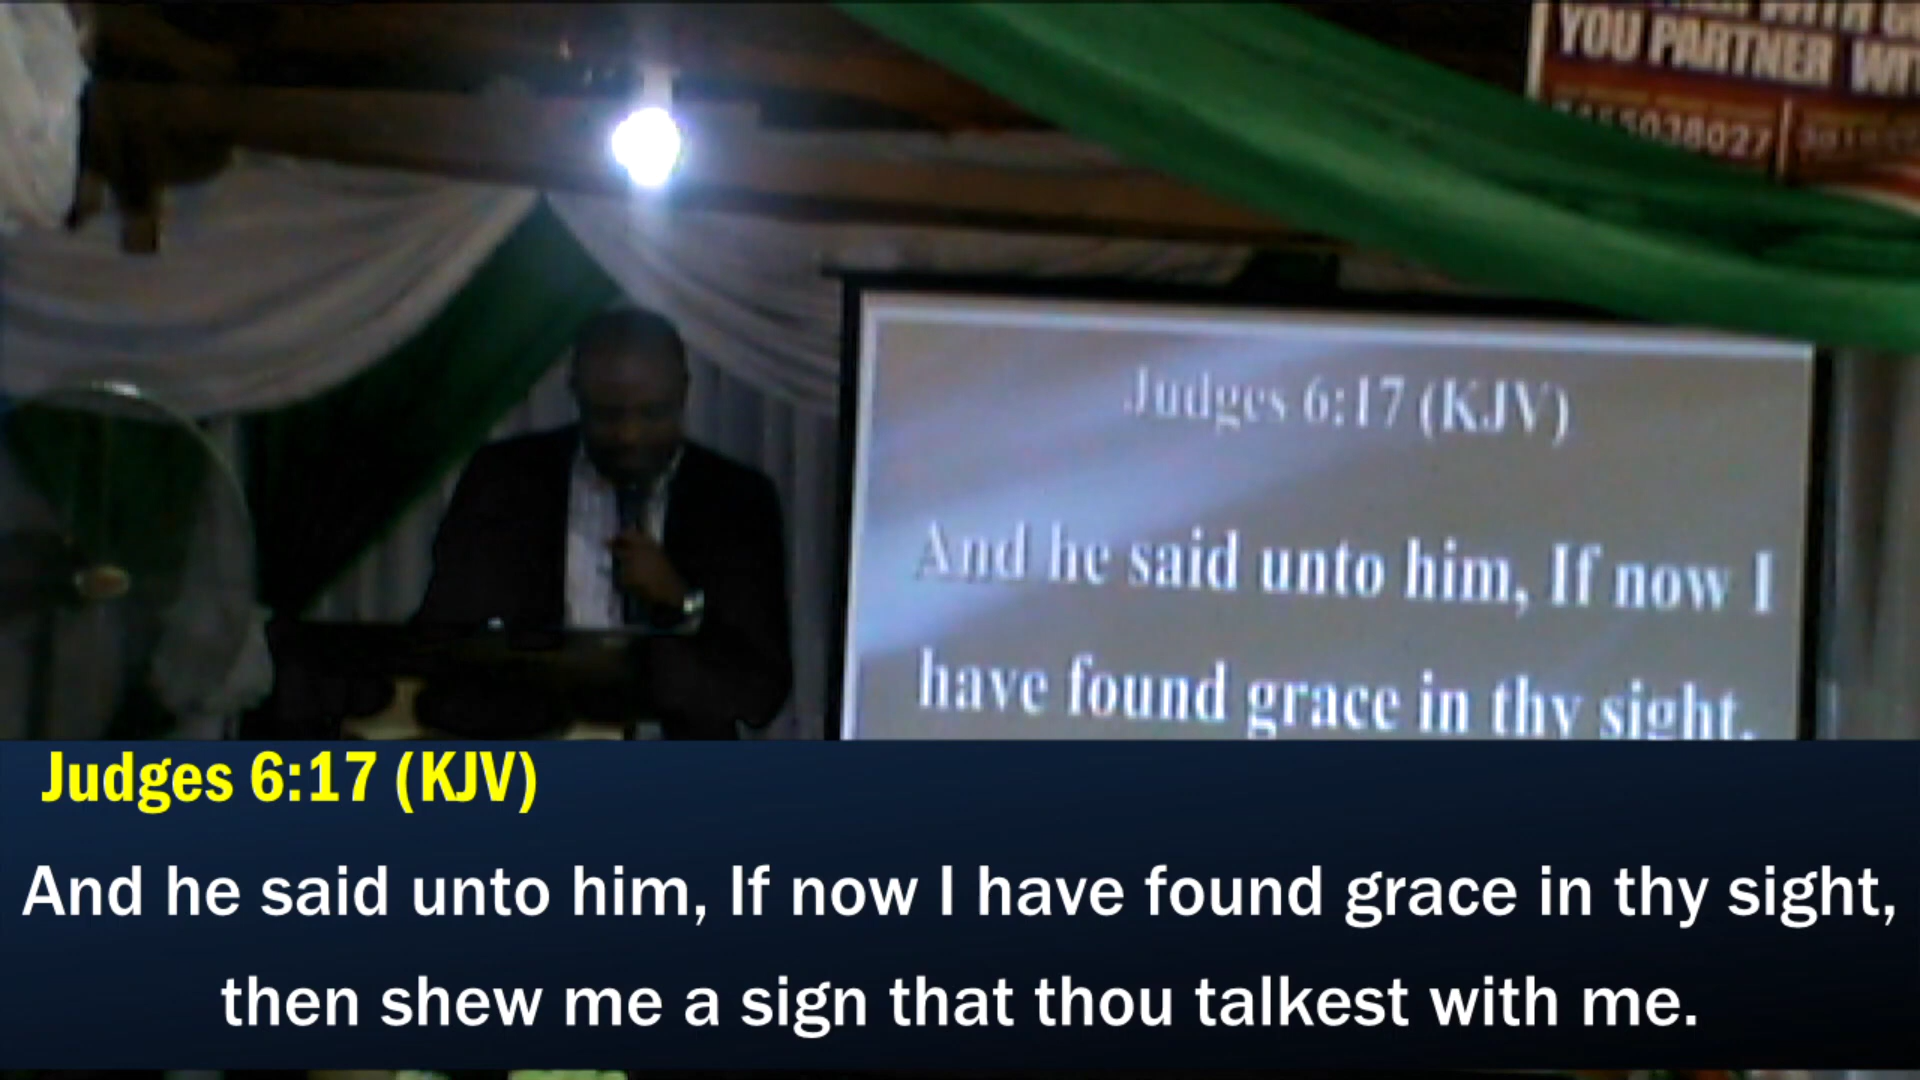 YOU PARTNER
Judges 6:17 (KJV)
And he said unto him, If now I
have found grace in thy sight,
Judges 6:17 (KJV)
And he said unto him, If now I have found grace in thy sight,
then shew me a sign that thou talkest with me.